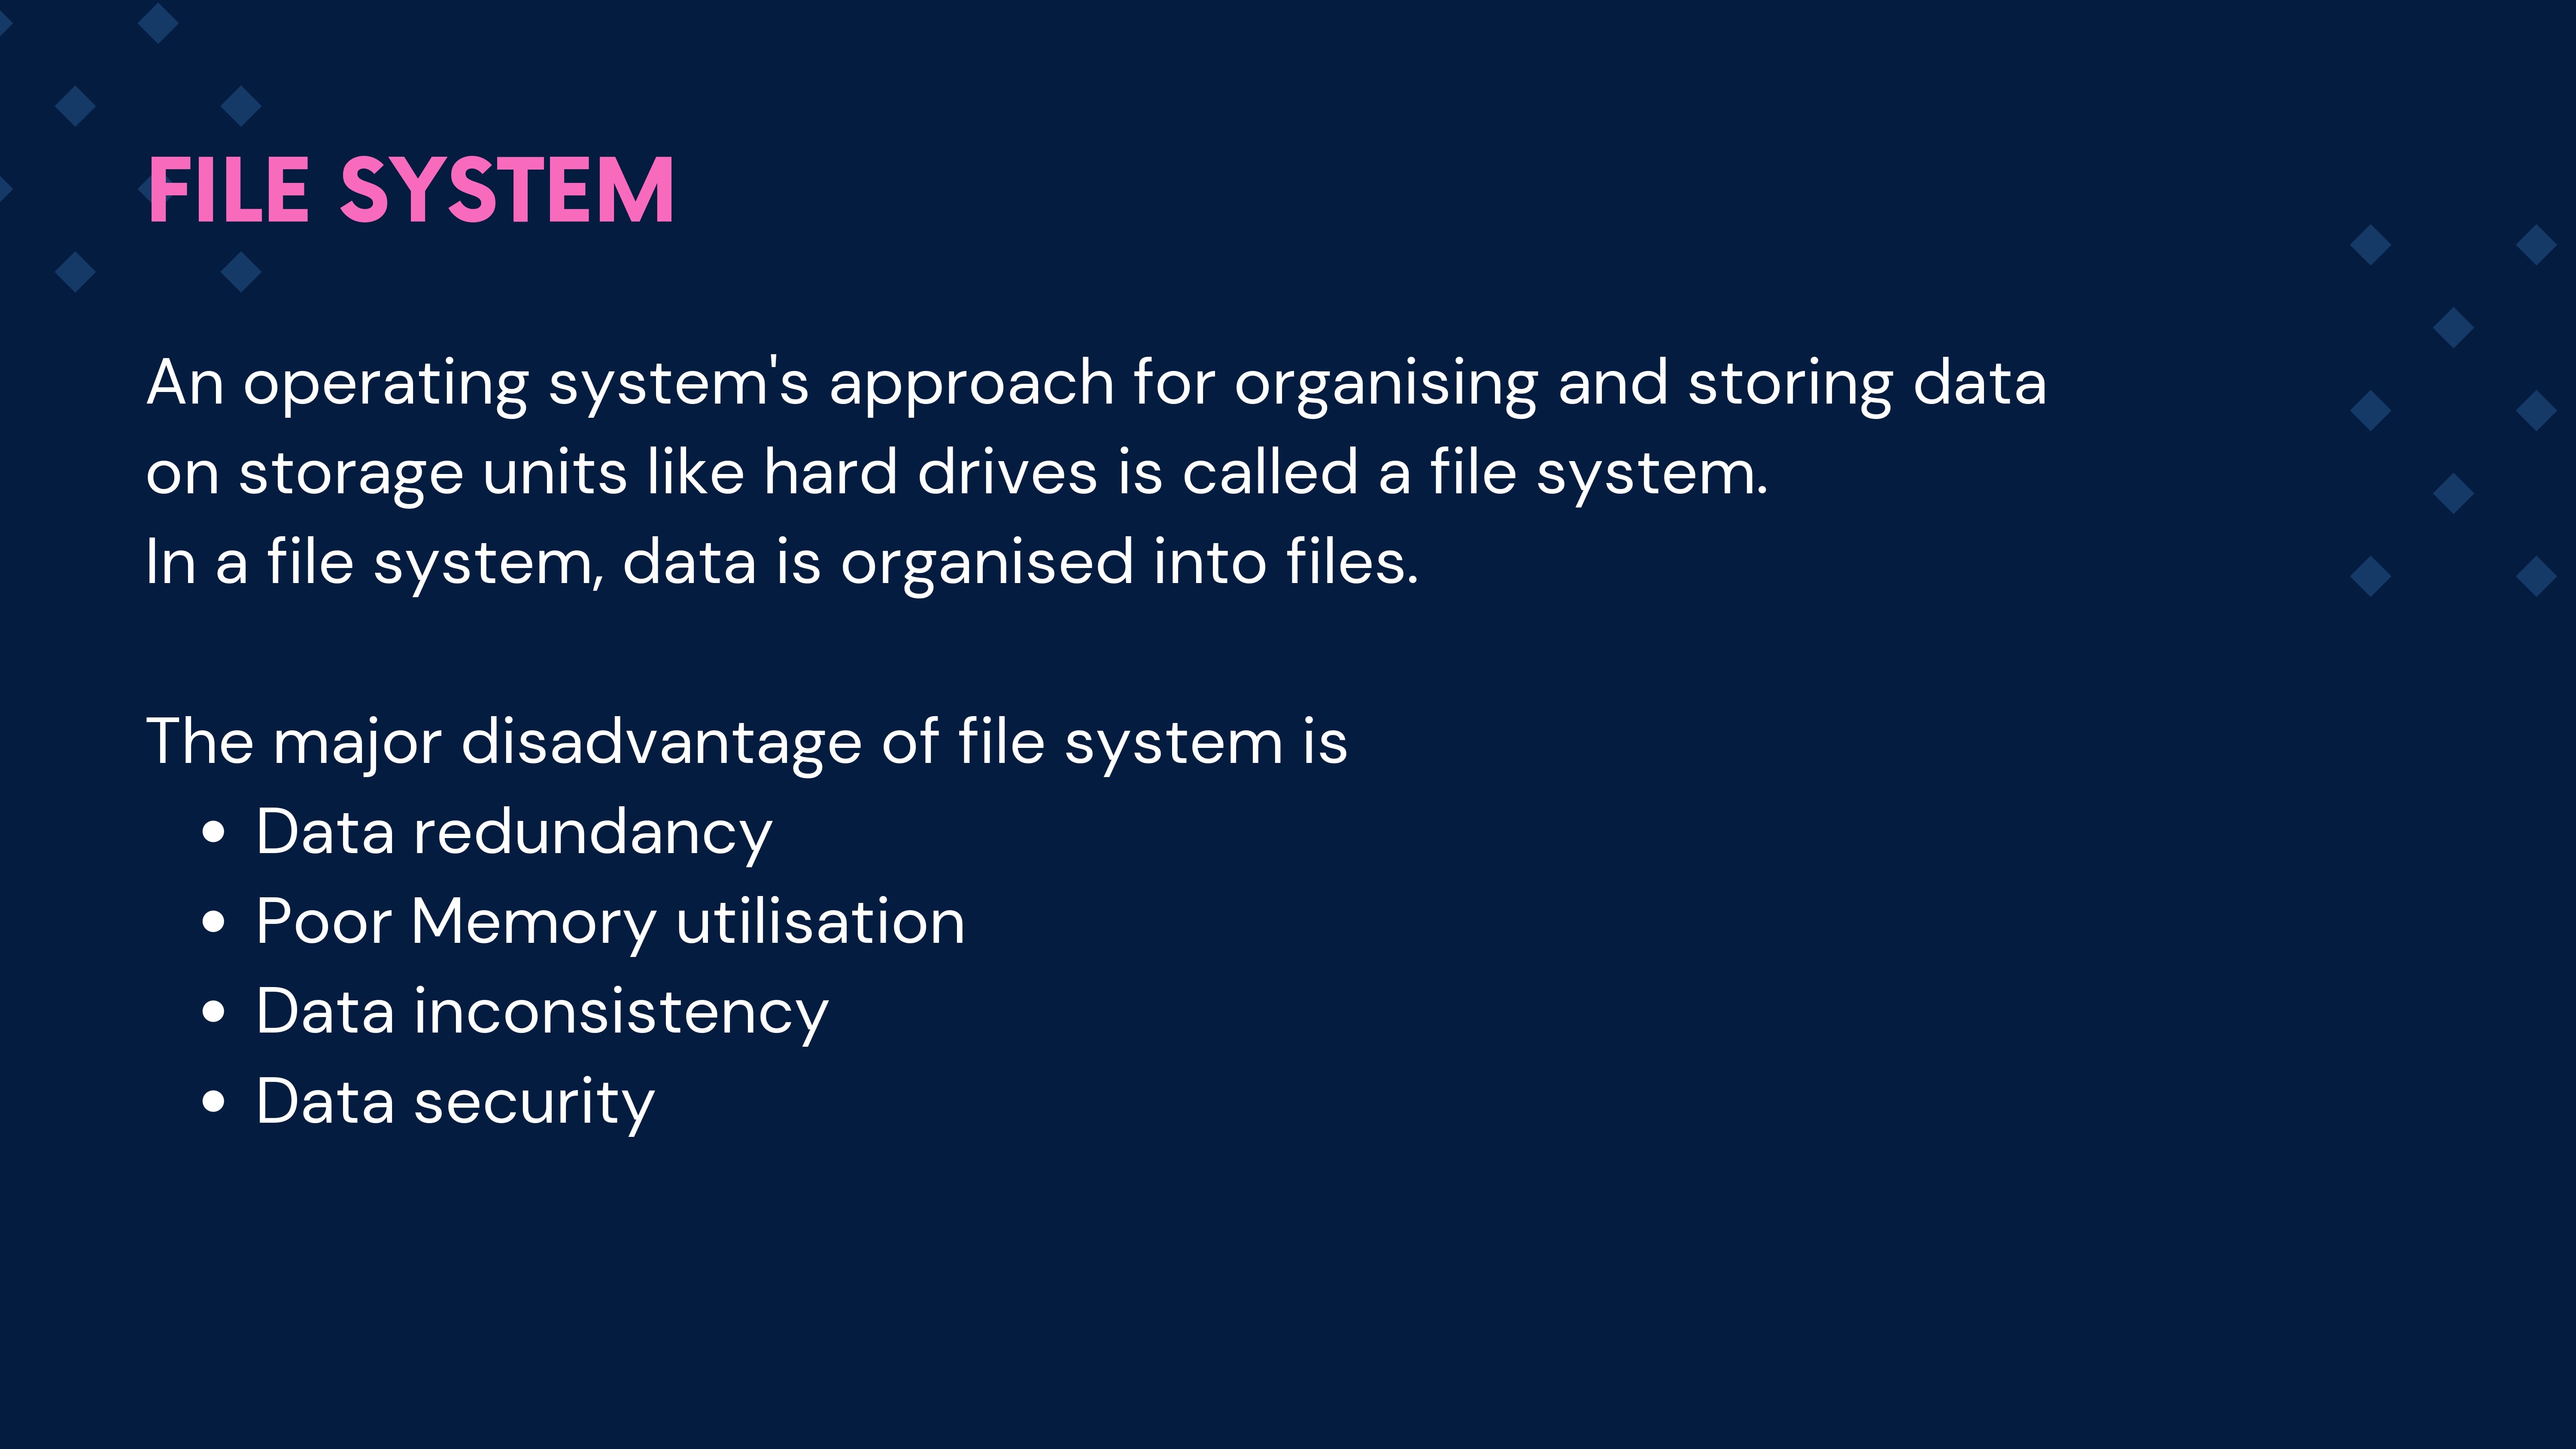 FILE SYSTEM
An operating system's approach for organising and storing data
on storage units like hard drives is called a file system.
In a file system, data is organised into files.
The major disadvantage of file system is
• Data redundancy
• Poor Memory utilisation
• Data inconsistency
• Data security